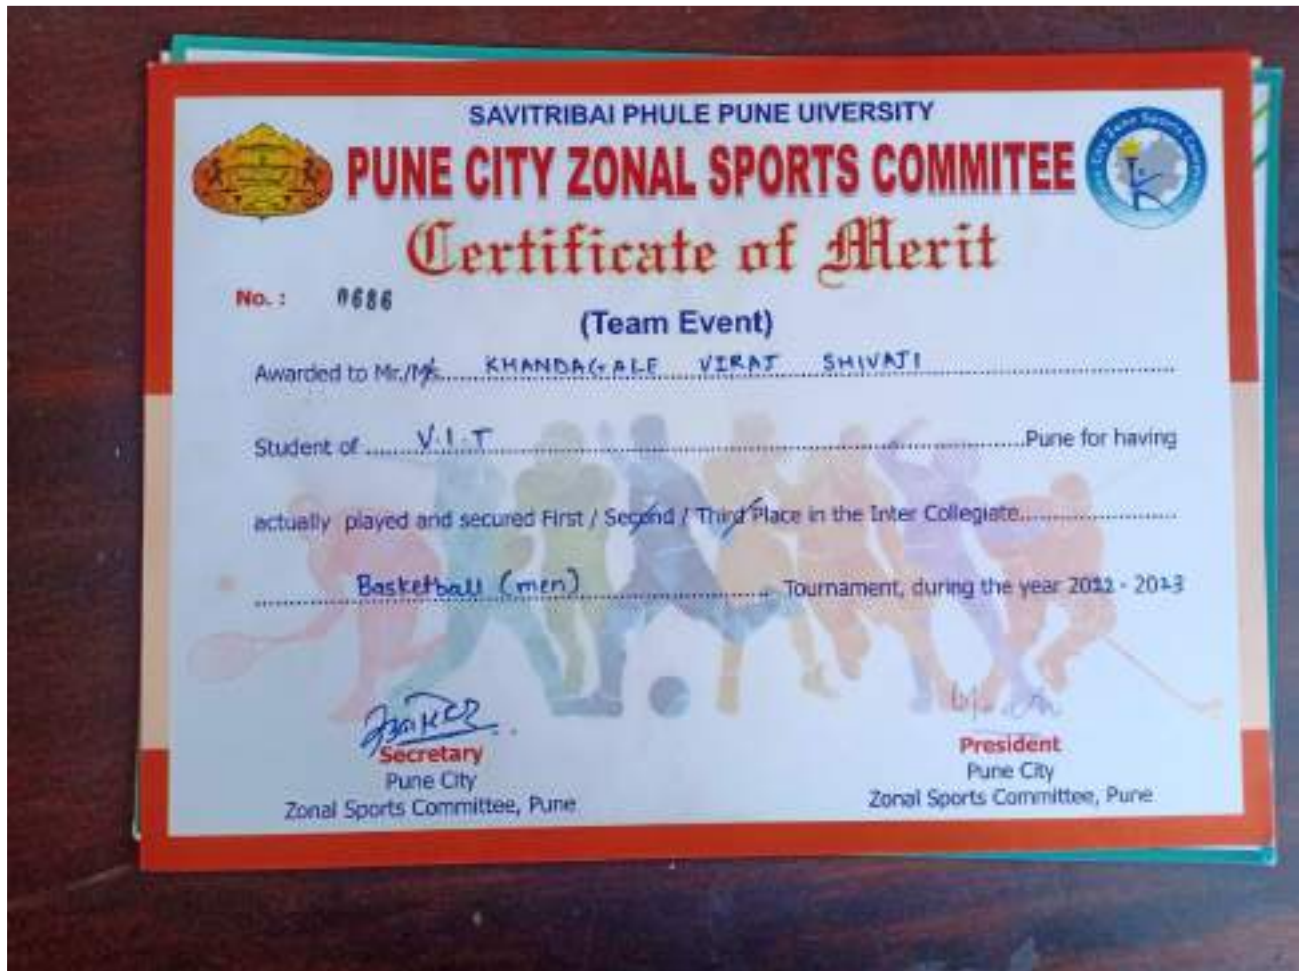 SAVITRIBAI PHULE PUNE UIVERSITY
PUNE CITY ZONAL SPORTS COMMITEE
Certificate of Merit
No. : 0686
(Team Event)
Awarded to Mr./Ms. KHANDAGALE VIRAJ SHIVAJI
Student of V.I.T Pune for having
actually played and secured First / Second / Third Place in the Inter Collegiate
Basketball (men) Tournament, during the year 2022 - 2023
Secretary
Pune City
Zonal Sports Committee, Pune
President
Pune City
Zonal Sports Committee, Pune